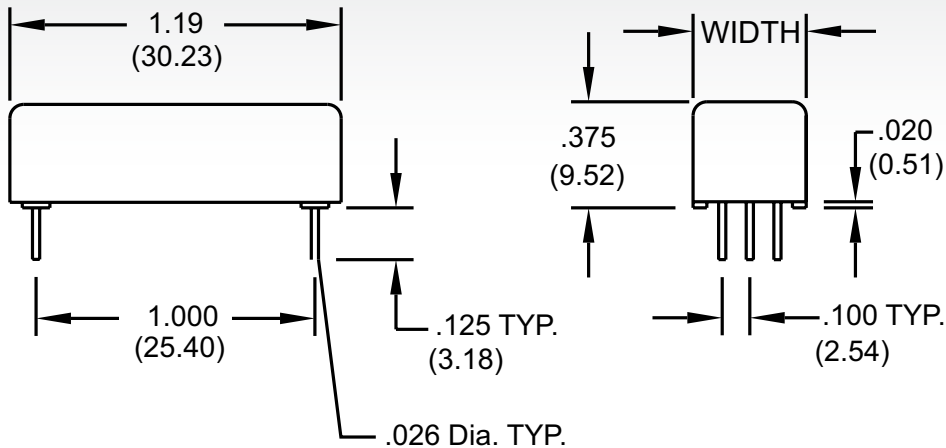 1.19
(30.23)
WIDTH
.375
(9.52)
.020
(0.51)
1.000
(25.40)
.125 TYP.
(3.18)
.100 TYP.
(2.54)
.026 Dia. TYP.